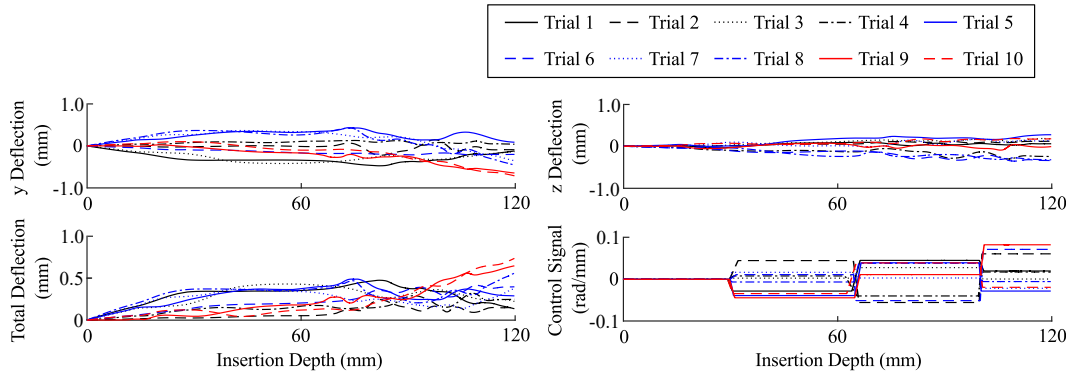 Trial 1 Trial 2 Trial 3 Trial 4 Trial 5
Trial 6 Trial 7 Trial 8 Trial 9 Trial 10
y Deflection
(mm)
1.0
0
-1.0
0 60 120
z Deflection
(mm)
1.0
0
-1.0
0 60 120
Total Deflection
(mm)
1.0
0.5
0
0 60 120
Insertion Depth (mm)
Control Signal
(rad/mm)
0.1
0
-0.1
0 60 120
Insertion Depth (mm)